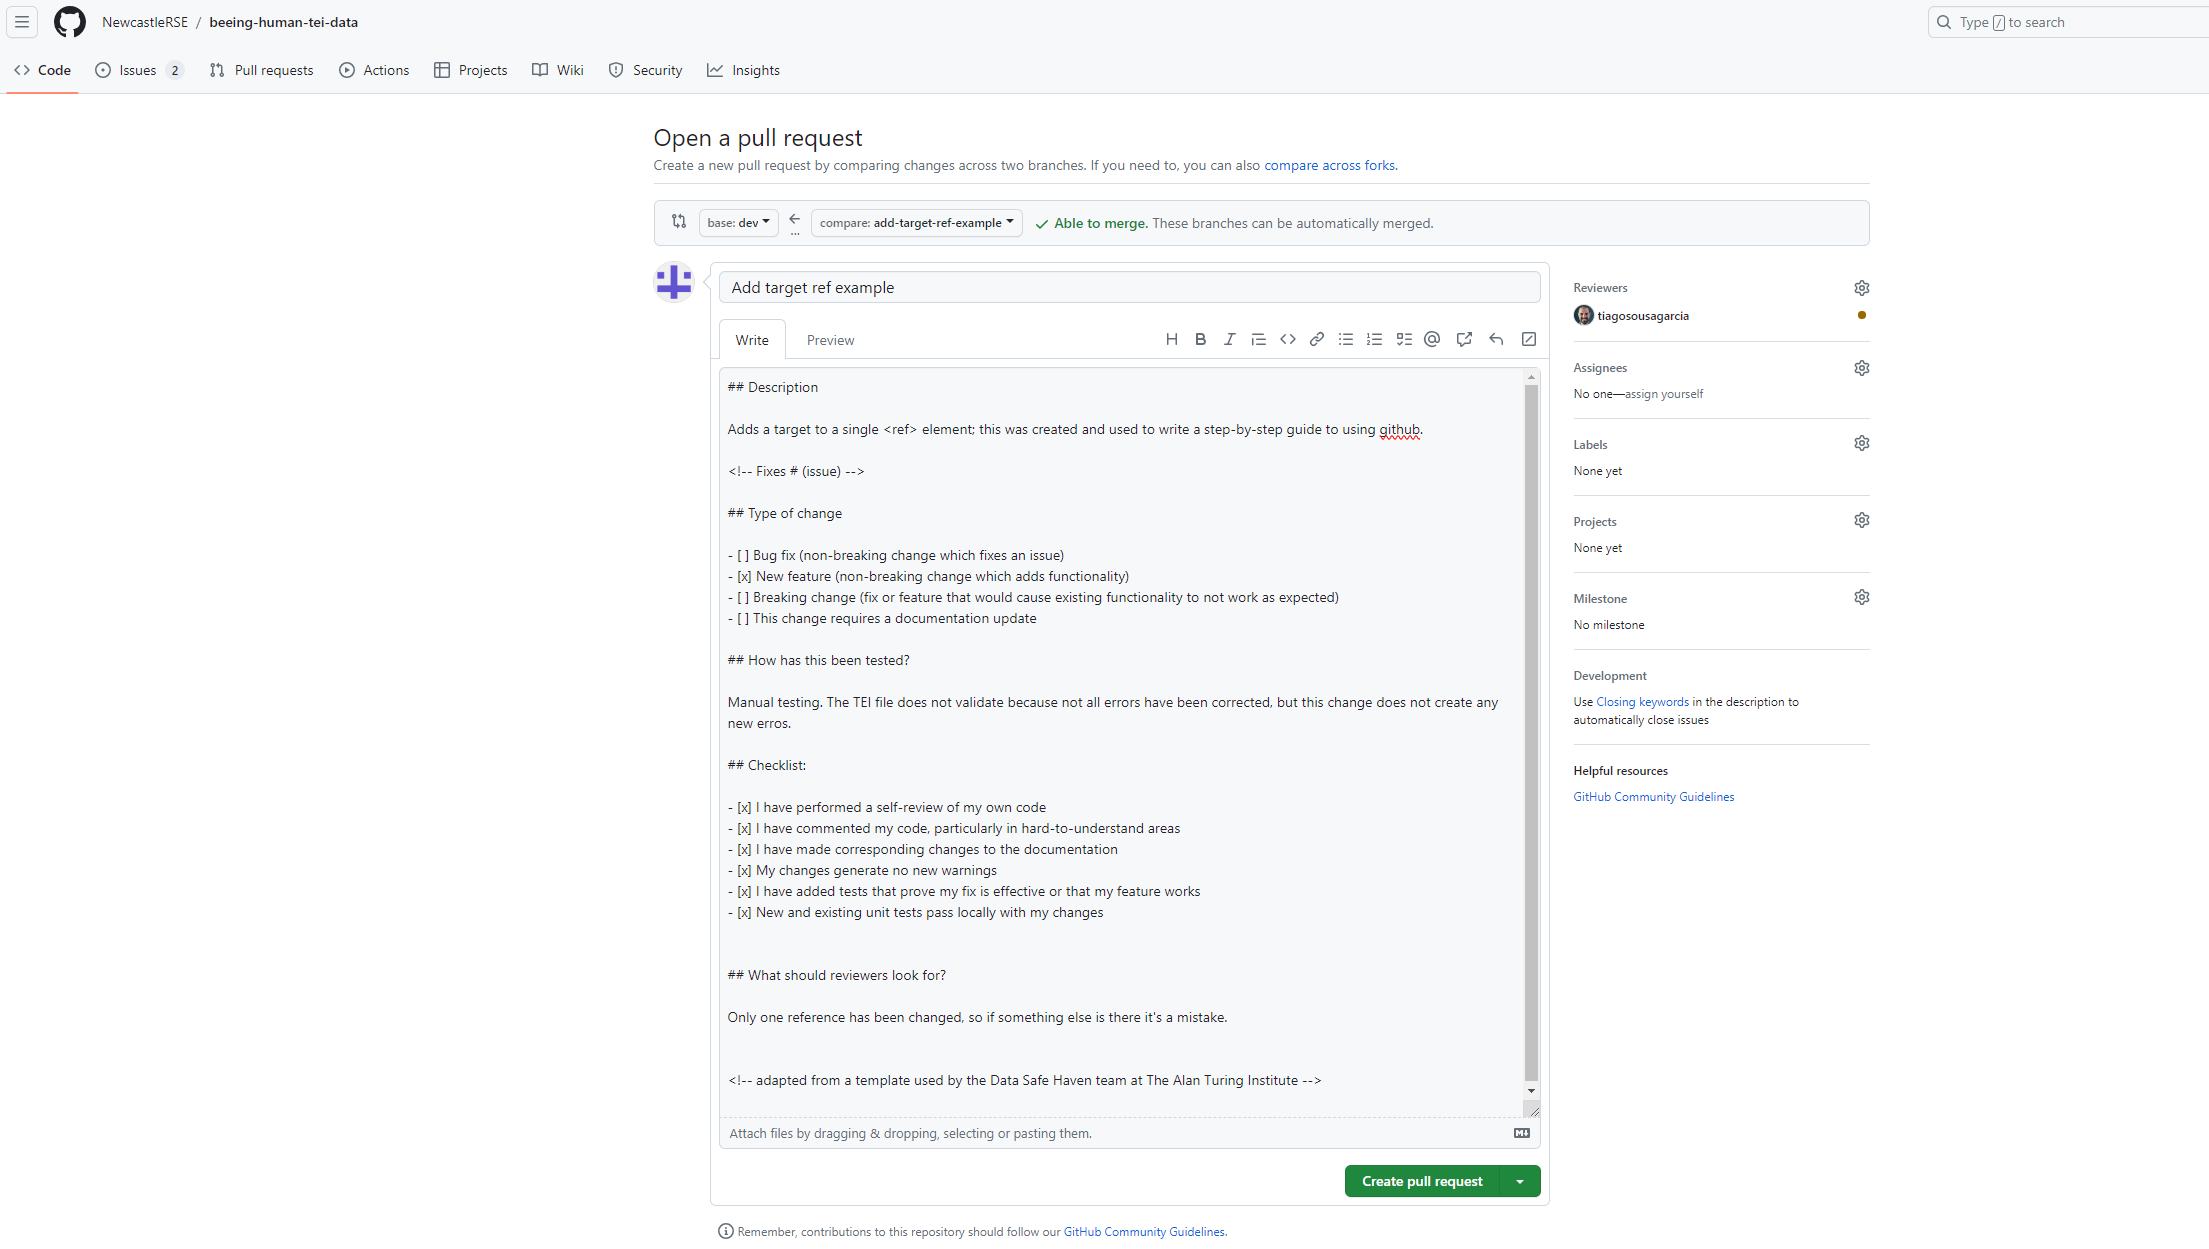 NewcastleRSE / beeing-human-tei-data
Type / to search
Code Issues 2 Pull requests Actions Projects Wiki Security Insights
Open a pull request
Create a new pull request by comparing changes across two branches. If you need to, you can also compare across forks.
base: dev ← ... compare: add-target-ref-example Able to merge. These branches can be automatically merged.
Add target ref example
Write Preview
## Description
Adds a target to a single <ref> element; this was created and used to write a step-by-step guide to using github.
<!-- Fixes # (issue) -->
## Type of change
- [ ] Bug fix (non-breaking change which fixes an issue)
- [x] New feature (non-breaking change which adds functionality)
- [ ] Breaking change (fix or feature that would cause existing functionality to not work as expected)
- [ ] This change requires a documentation update
## How has this been tested?
Manual testing. The TEI file does not validate because not all errors have been corrected, but this change does not create any
new erros.
## Checklist:
- [x] I have performed a self-review of my own code
- [x] I have commented my code, particularly in hard-to-understand areas
- [x] I have made corresponding changes to the documentation
- [x] My changes generate no new warnings
- [x] I have added tests that prove my fix is effective or that my feature works
- [x] New and existing unit tests pass locally with my changes
## What should reviewers look for?
Only one reference has been changed, so if something else is there it's a mistake.
<!-- adapted from a template used by the Data Safe Haven team at The Alan Turing Institute -->
Attach files by dragging & dropping, selecting or pasting them.
Create pull request
Remember, contributions to this repository should follow our GitHub Community Guidelines.
Reviewers
tiagosousagarcia
Assignees
No one—assign yourself
Labels
None yet
Projects
None yet
Milestone
No milestone
Development
Use Closing keywords in the description to
automatically close issues
Helpful resources
GitHub Community Guidelines